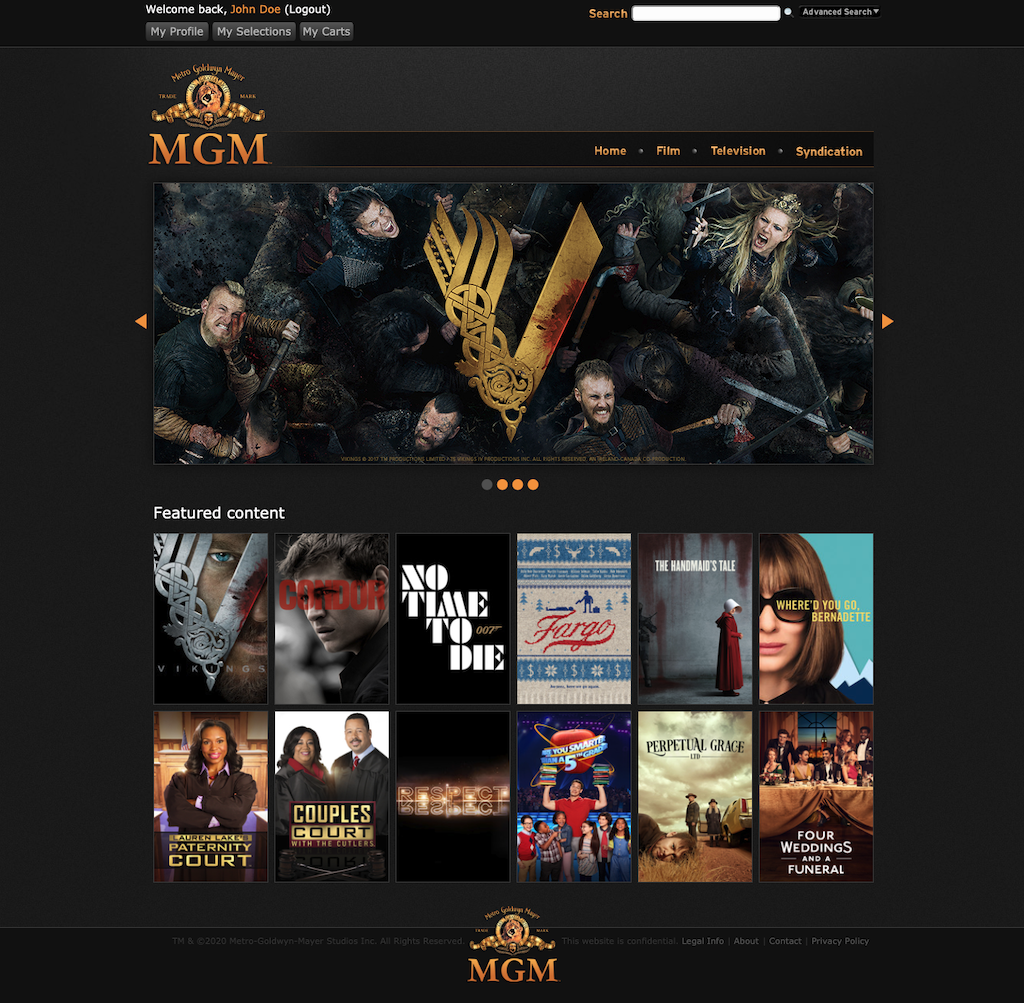 Welcome back, John Doe (Logout)
Search
Advanced Search
My Profile
My Selections
My Carts
Metro Goldwyn Mayer
TRADE MARK
MGM
Home • Film • Television • Syndication
VIKINGS © 2017 TM PRODUCTIONS LIMITED / T5 VIKINGS IV PRODUCTIONS INC. ALL RIGHTS RESERVED. AN IRELAND-CANADA CO-PRODUCTION.
Featured content
VIKINGS
CONDOR
NO
TIME
TO
007
DIE
Fargo
THE HANDMAID'S TALE
WHERE'D YOU GO,
BERNADETTE
LAUREN LAKE'S
PATERNITY
COURT
COUPLES
COURT
WITH THE CUTLERS
RESPECT
YOU SMARTER
THAN A 5TH GRADER
PERPETUAL GRACE
LTD
FOUR
WEDDINGS
AND A
FUNERAL
Metro Goldwyn Mayer
TRADE MARK
MGM
TM & ©2020 Metro-Goldwyn-Mayer Studios Inc. All Rights Reserved.
This website is confidential. Legal Info | About | Contact | Privacy Policy